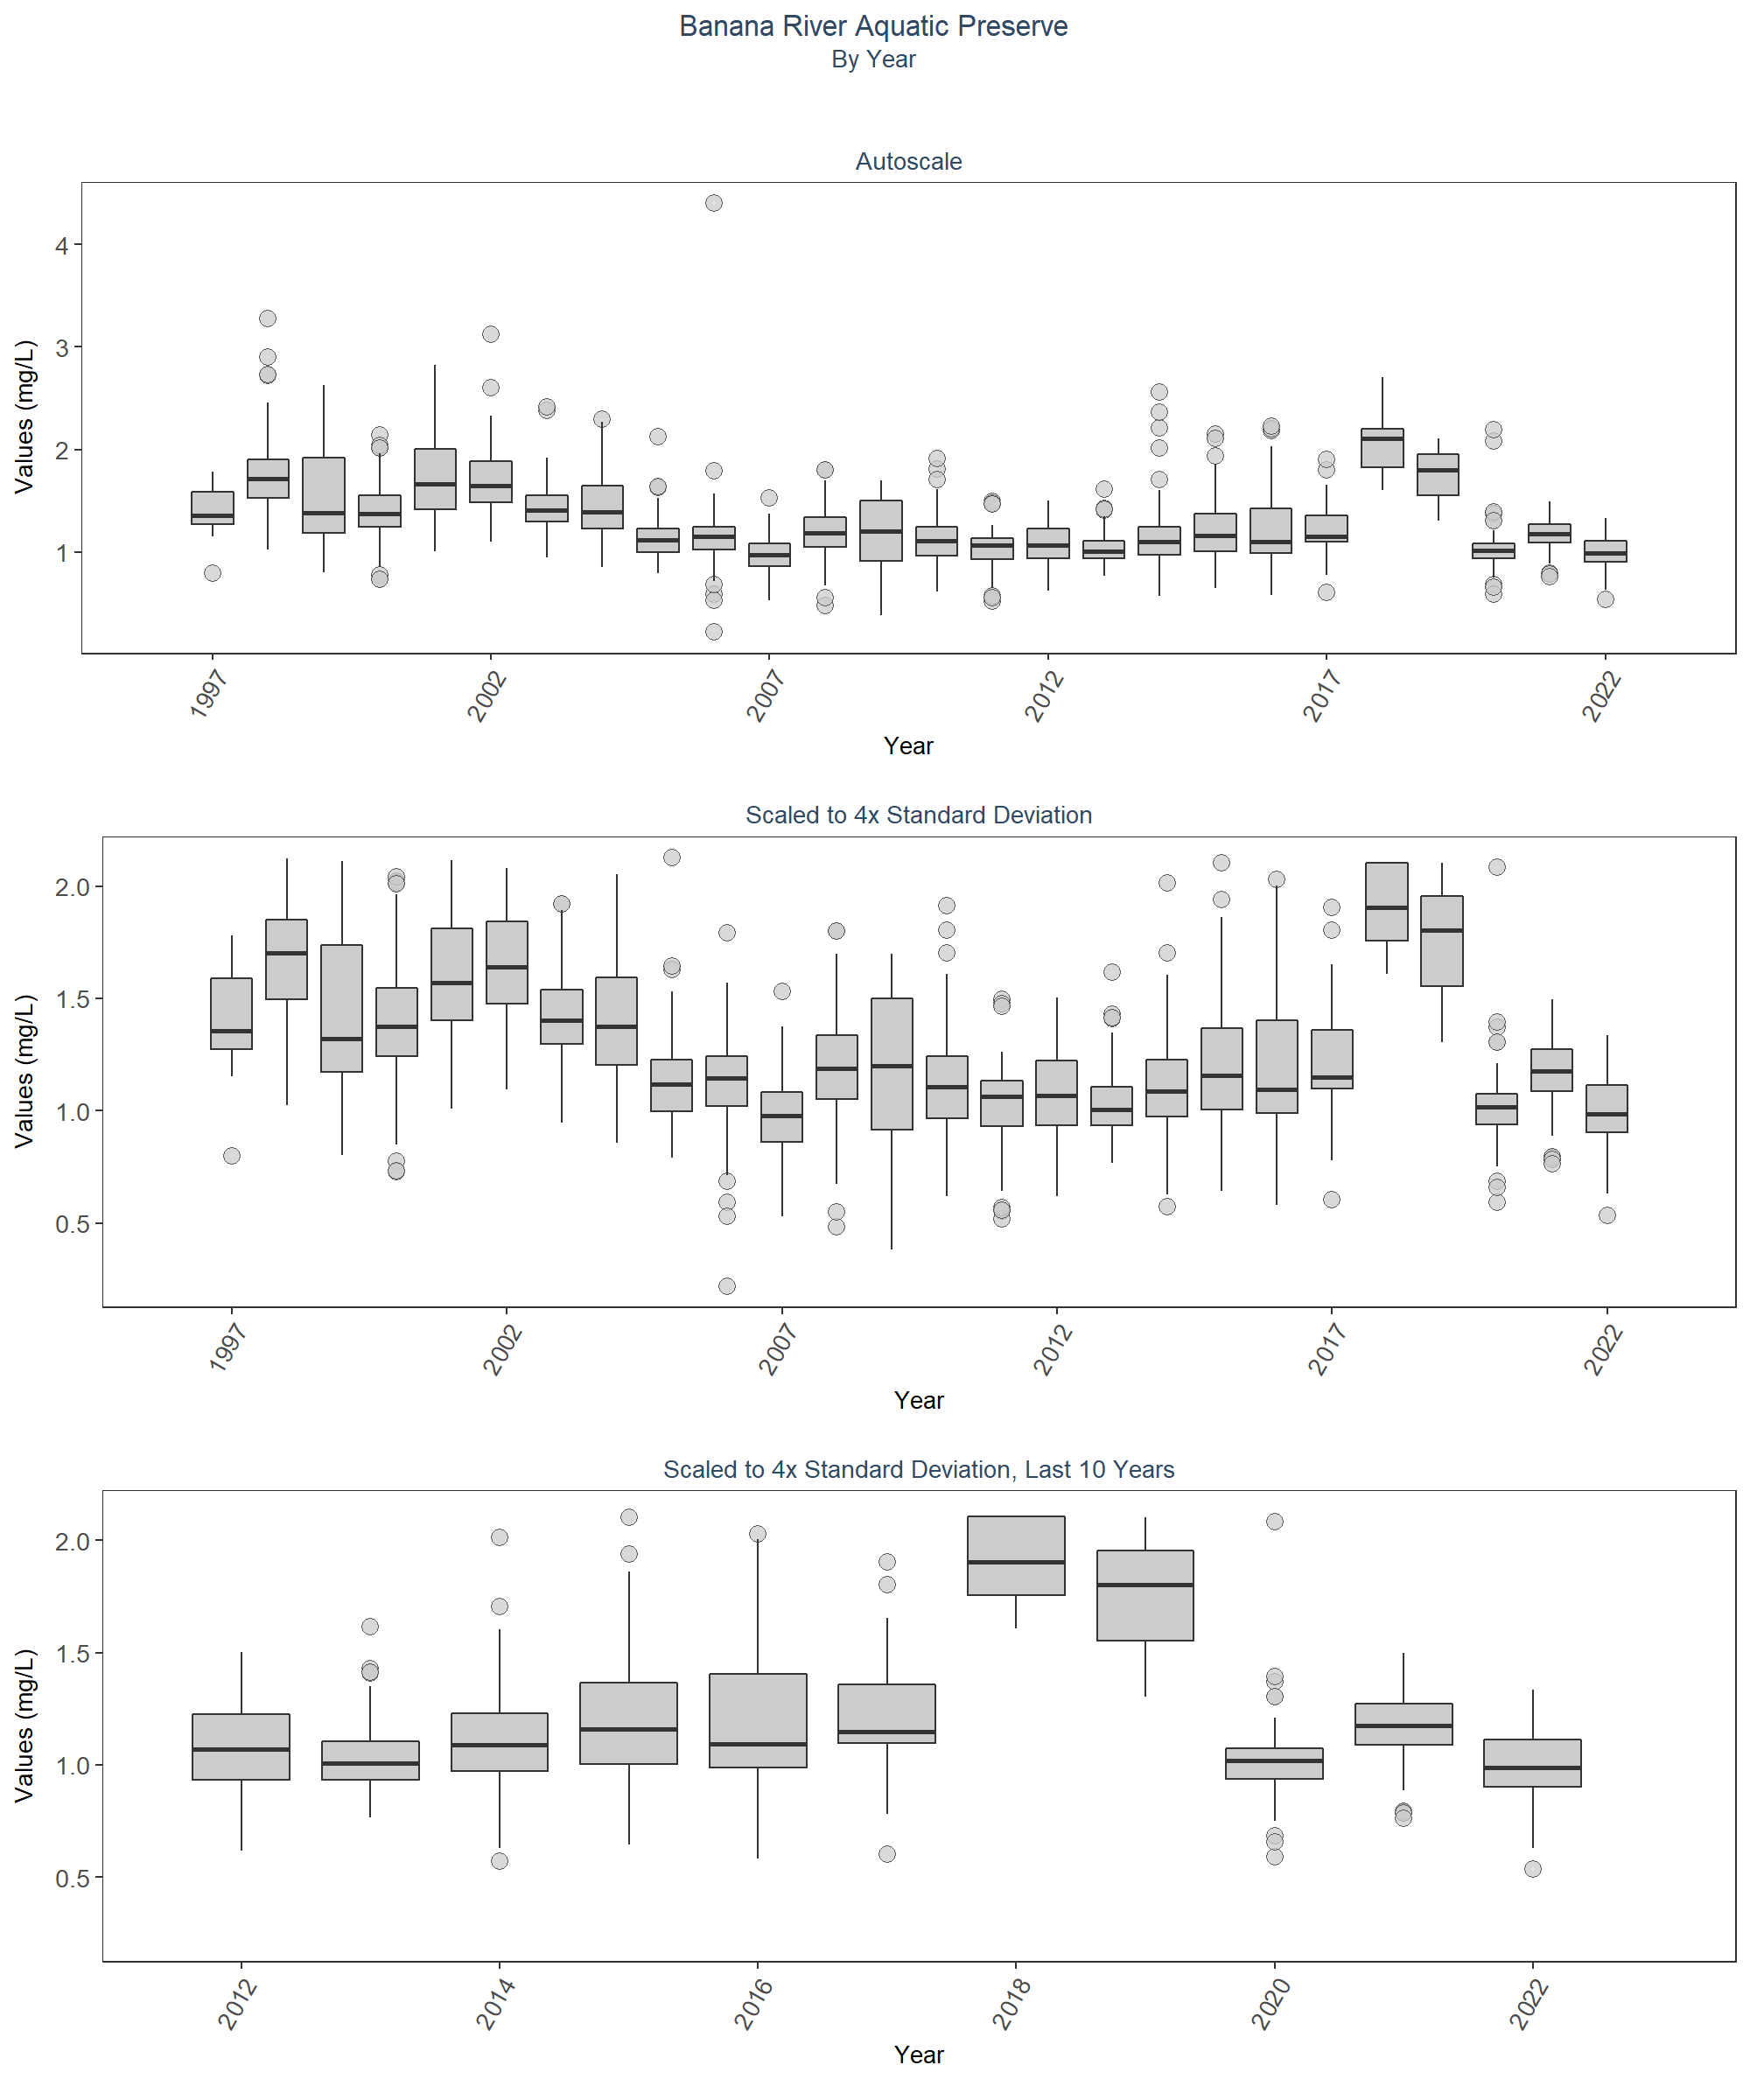 Banana River Aquatic Preserve
By Year
Autoscale
Values (mg/L)
4
3
2
1
1997
2002
2007
2012
2017
2022
Year
Scaled to 4x Standard Deviation
Values (mg/L)
2.0
1.5
1.0
0.5
1997
2002
2007
2012
2017
2022
Year
Scaled to 4x Standard Deviation, Last 10 Years
Values (mg/L)
2.0
1.5
1.0
0.5
2012
2014
2016
2018
2020
2022
Year